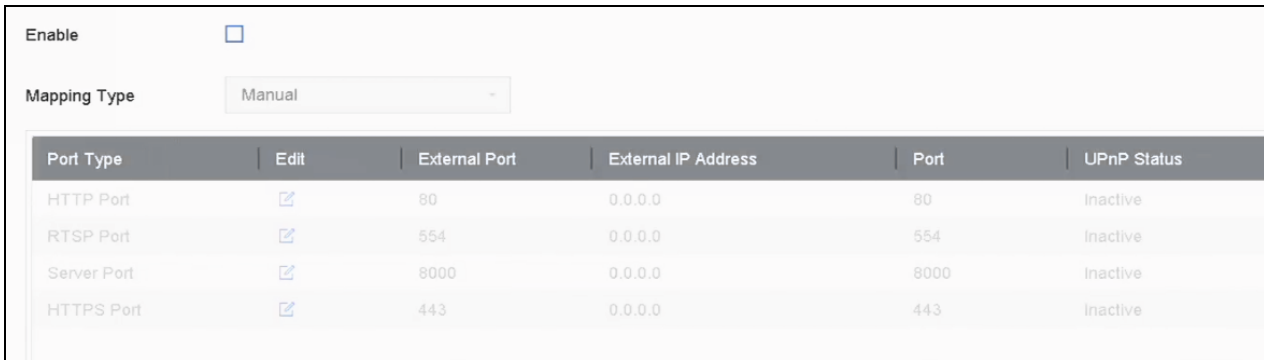 Enable
Mapping Type Manual
Port Type Edit External Port External IP Address Port UPnP Status
HTTP Port 80 0.0.0.0 80 Inactive
RTSP Port 554 0.0.0.0 554 Inactive
Server Port 8000 0.0.0.0 8000 Inactive
HTTPS Port 443 0.0.0.0 443 Inactive